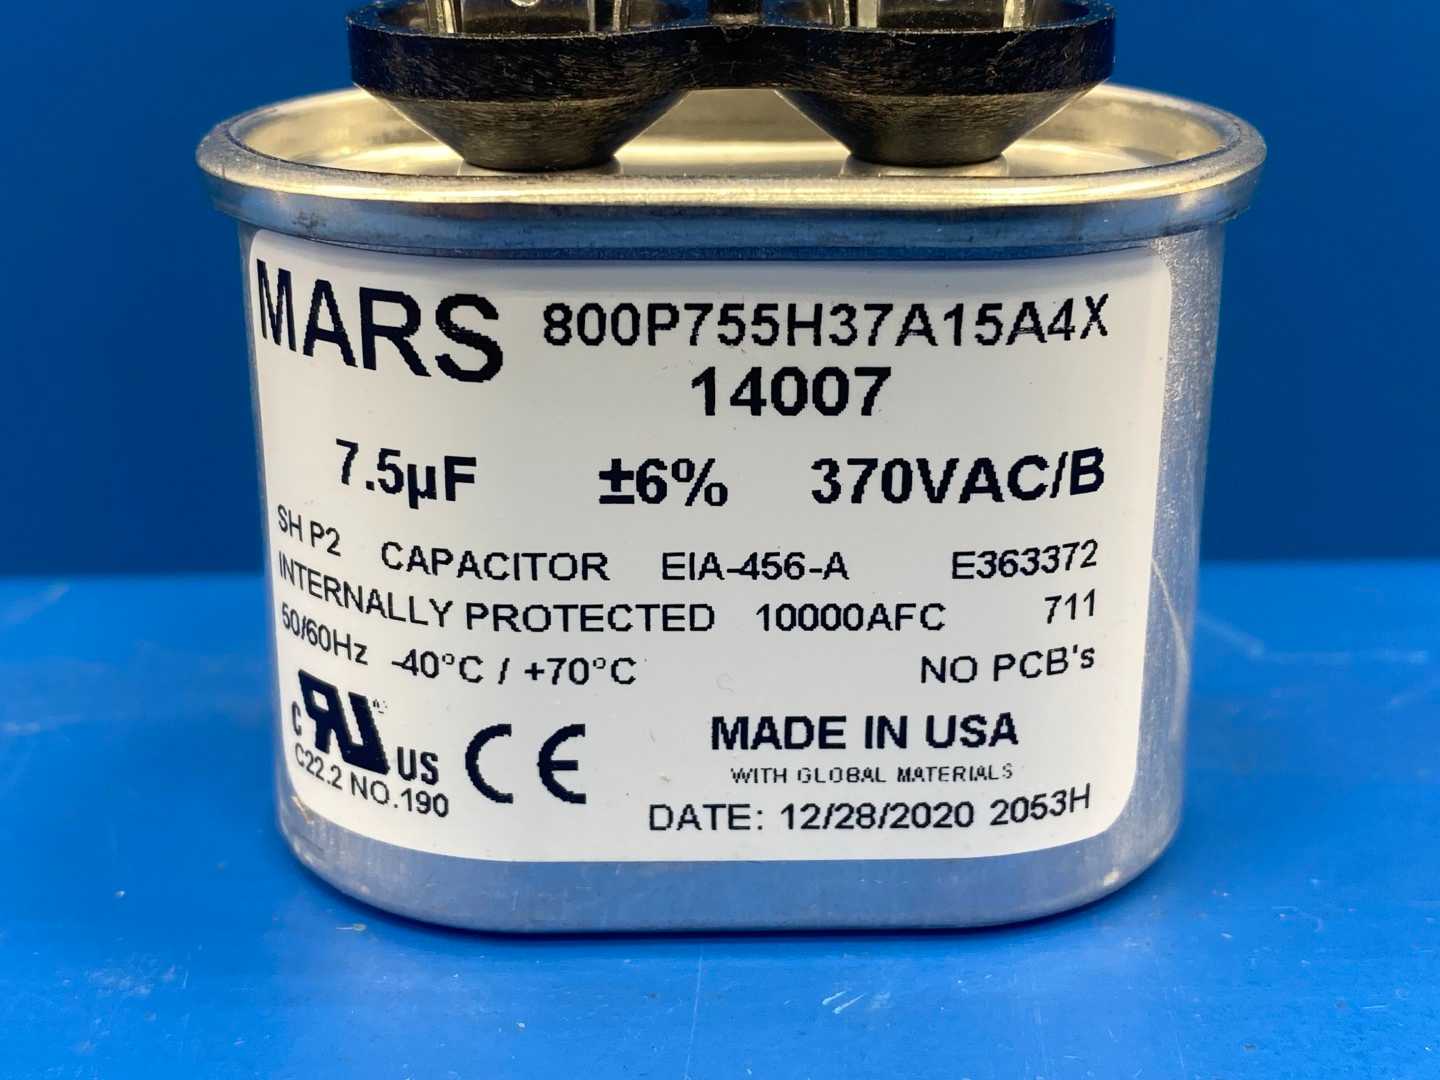 MARS 800P755H37A15A4X
14007
7.5µF ±6% 370VAC/B
SH P2 CAPACITOR EIA-456-A E363372
INTERNALLY PROTECTED 10000AFC 711
50/60Hz -40°C / +70°C NO PCB's
c RU US CE MADE IN USA
WITH GLOBAL MATERIALS
C22.2 NO.190 DATE: 12/28/2020 2053H